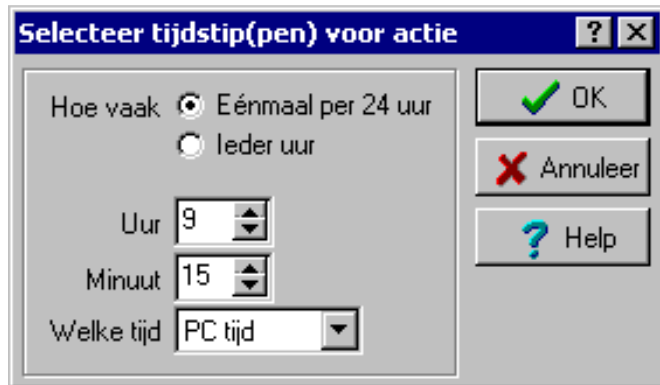 Selecteer tijdstip(pen) voor actie
Hoe vaak
Eénmaal per 24 uur
Ieder uur
Uur 9
Minuut 15
Welke tijd PC tijd
OK
Annuleer
? Help